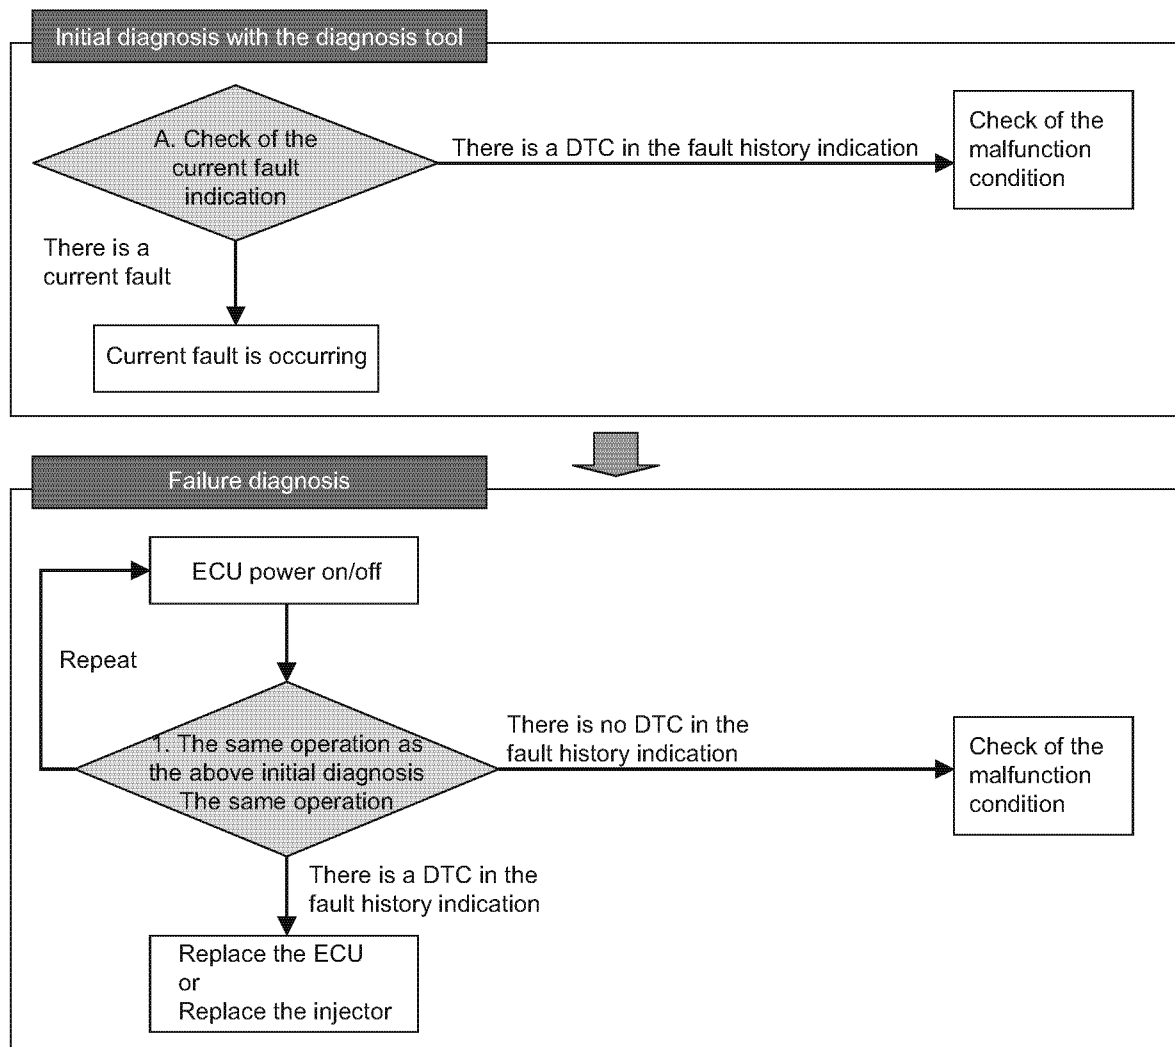 Initial diagnosis with the diagnosis tool
A. Check of the
current fault
indication
There is a DTC in the fault history indication
Check of the
malfunction
condition
There is a
current fault
Current fault is occurring
Failure diagnosis
ECU power on/off
Repeat
1. The same operation as
the above initial diagnosis
The same operation
There is no DTC in the
fault history indication
Check of the
malfunction
condition
There is a DTC in the
fault history indication
Replace the ECU
or
Replace the injector